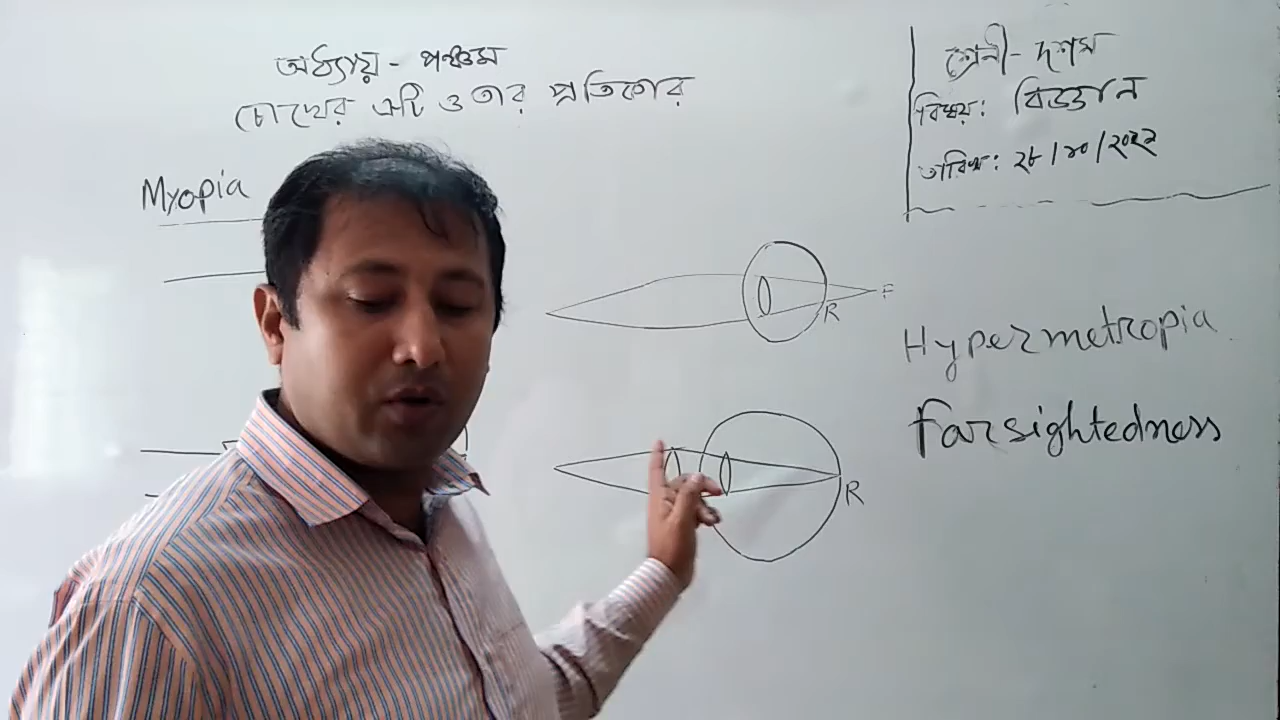 অধ্যায় - পঞ্চম
চোখের ত্রুটি ও তার প্রতিকার
শ্রেনী - দশম
বিষয়: বিজ্ঞান
তারিখ: ২৮/১০/২০২২
Myopia
F
R
Hypermetropia
Farsightedness
R